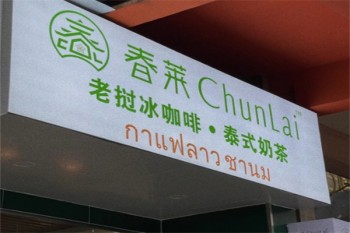 春莱 ChunLai
老挝冰咖啡·泰式奶茶
กาแฟลาว ชานม